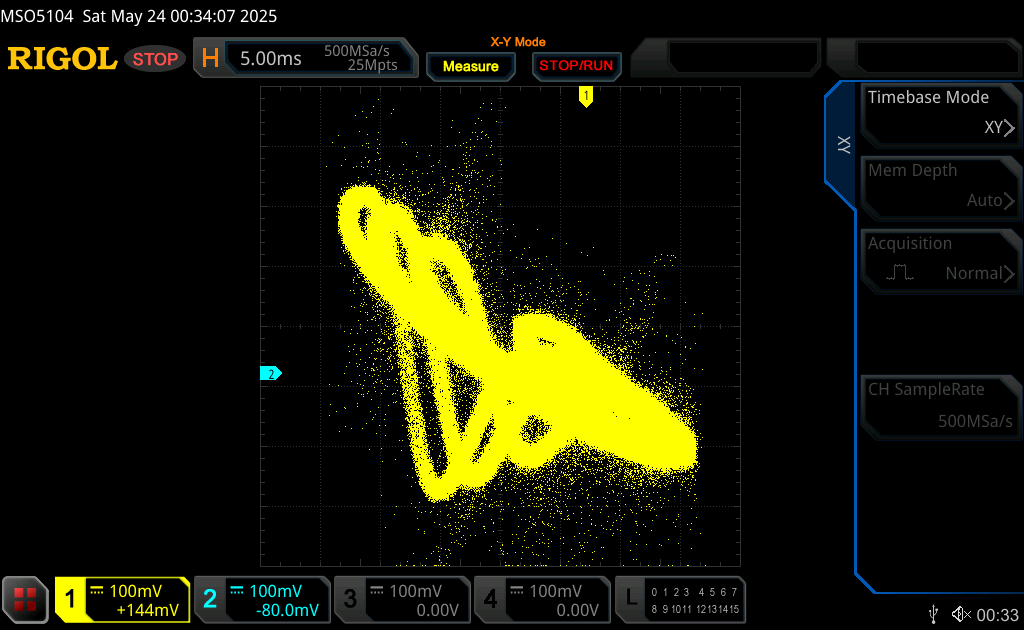 MSO5104 Sat May 24 00:34:07 2025
RIGOL STOP H 5.00ms 500MSa/s 25Mpts
X-Y Mode
Measure STOP/RUN
1
Timebase Mode
XY
XY
Mem Depth
Auto
Acquisition
Normal
2
CH SampleRate
500MSa/s
1 100mV +144mV
2 100mV -80.0mV
3 100mV 0.00V
4 100mV 0.00V
L 0 1 2 3 4 5 6 7
8 9 10 11 12 13 14 15
00:33